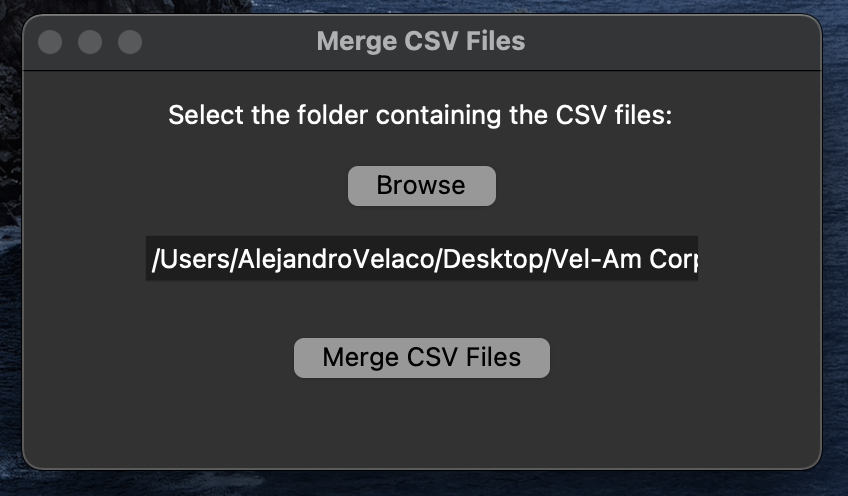 Merge CSV Files
Select the folder containing the CSV files:
Browse
/Users/AlejandroVelaco/Desktop/Vel-Am Corp
Merge CSV Files